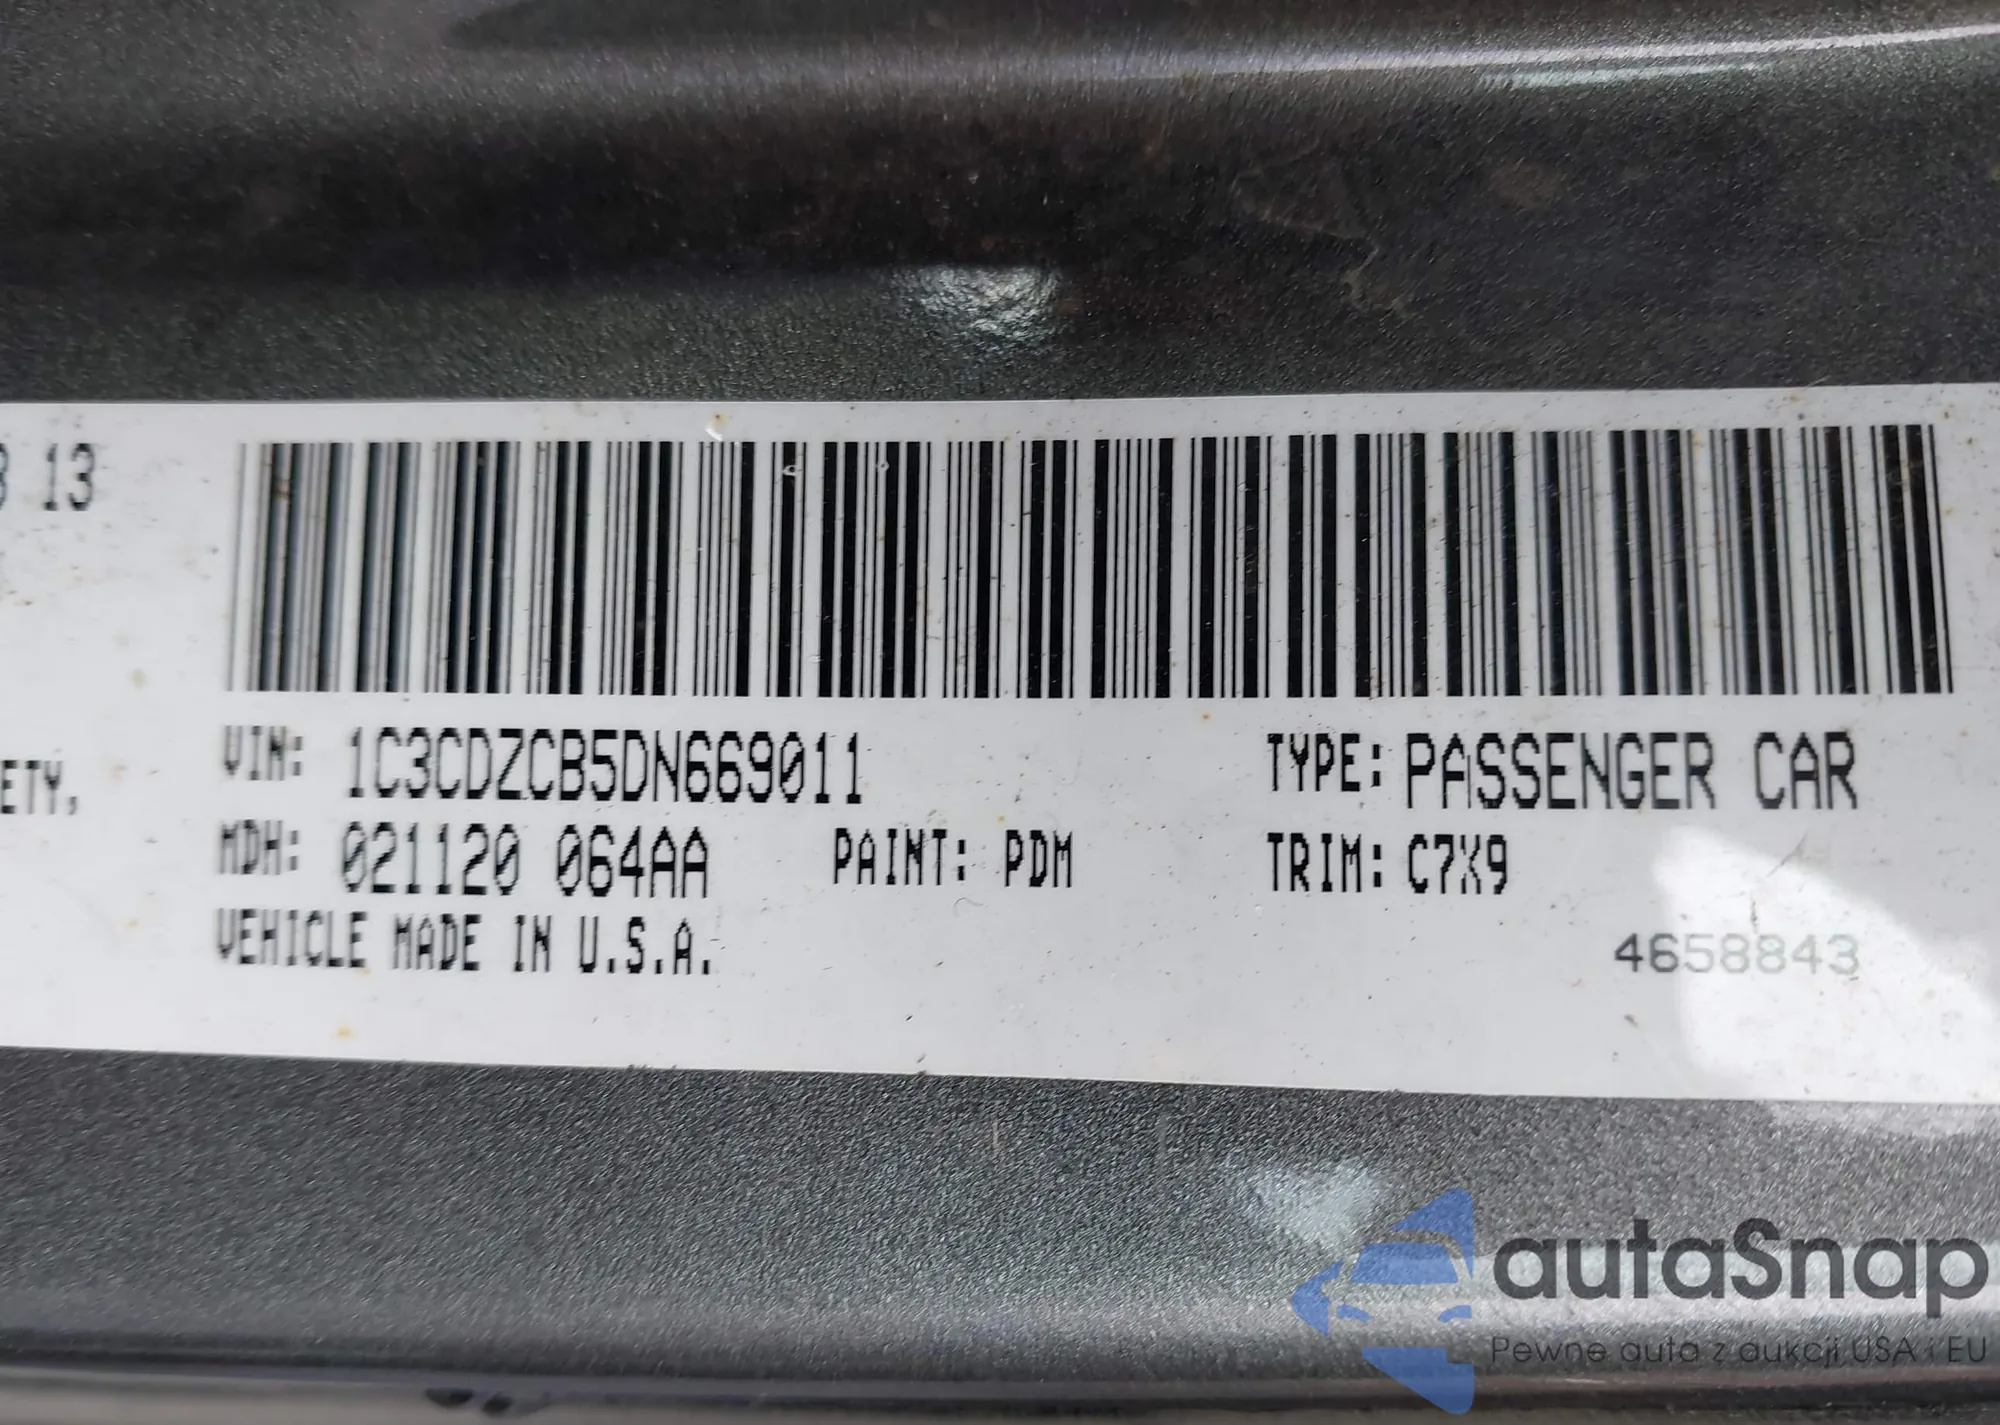 13
ETY,
VIN: 1C3CDZCB5DN669011 TYPE: PASSENGER CAR
MDH: 021120 064AA PAINT: PDM TRIM: C7X9
VEHICLE MADE IN U.S.A.
4658843
autaSnap
Pewne auta z aukcji USA i EU